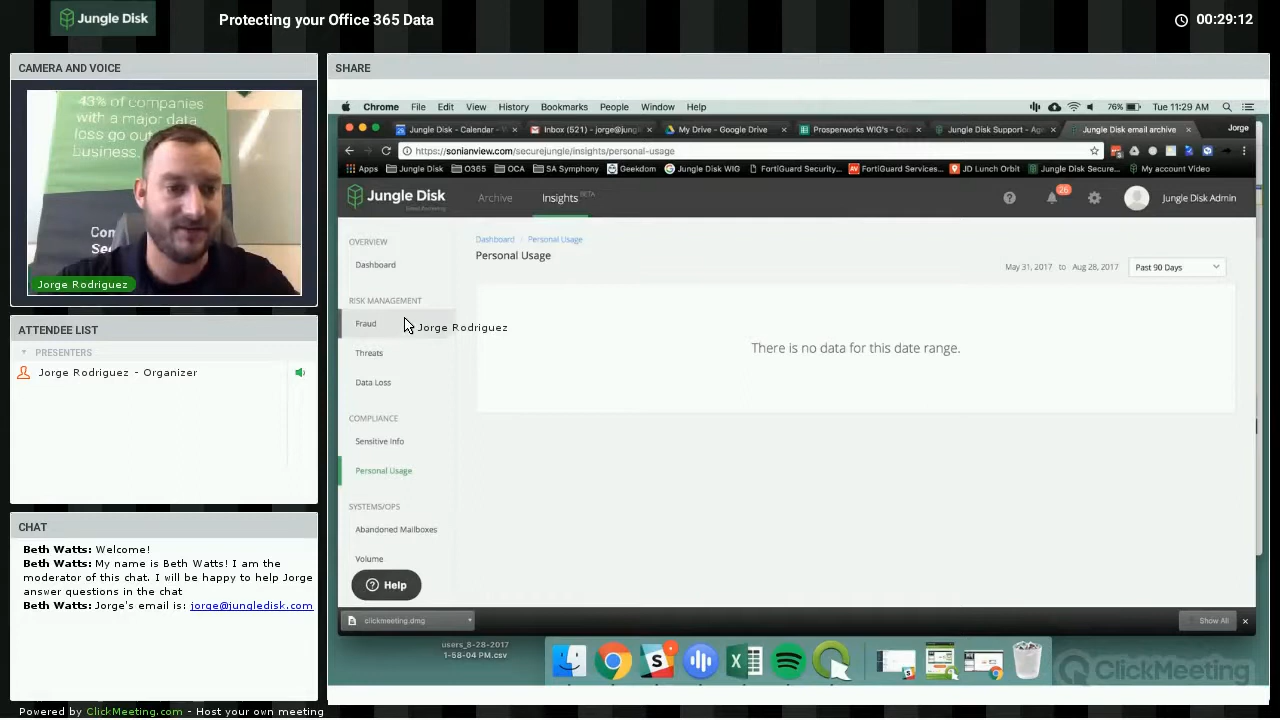 Jungle Disk
Protecting your Office 365 Data
00:29:12
CAMERA AND VOICE
43% of companies
with a major data
loss go out
business.
Com
Sec
Jorge Rodriguez
ATTENDEE LIST
PRESENTERS
Jorge Rodriguez - Organizer
CHAT
Beth Watts: Welcome!
Beth Watts: My name is Beth Watts! I am the
moderator of this chat. I will be happy to help Jorge
answer questions in the chat
Beth Watts: Jorge's email is: jorge@jungledisk.com
Powered by ClickMeeting.com - Host your own meeting
SHARE
Chrome File Edit View History Bookmarks People Window Help
76% Tue 11:29 AM
Jungle Disk - Calendar - W
Inbox (521) - jorge@jungl
My Drive - Google Drive
Prosperworks WIG's - Goo
Jungle Disk Support - Age
Jungle Disk email archive
Jorge
https://sonianview.com/securejungle/insights/personal-usage
Apps Jungle Disk O365 OCA SA Symphony Geekdom Jungle Disk WIG FortiGuard Security... FortiGuard Services... JD Lunch Orbit Jungle Disk Secure... My account Video
Jungle Disk
Archive
Insights BETA
26
Jungle Disk Admin
OVERVIEW
Dashboard
RISK MANAGEMENT
Fraud
Threats
Data Loss
COMPLIANCE
Sensitive Info
Personal Usage
SYSTEMS/OPS
Abandoned Mailboxes
Volume
Help
Jorge Rodriguez
Dashboard / Personal Usage
Personal Usage
May 31, 2017 to Aug 28, 2017
Past 90 Days
There is no data for this date range.
clickmeeting.dmg
Show All
users_8-28-2017
1-58-04 PM.csv
ClickMeeting